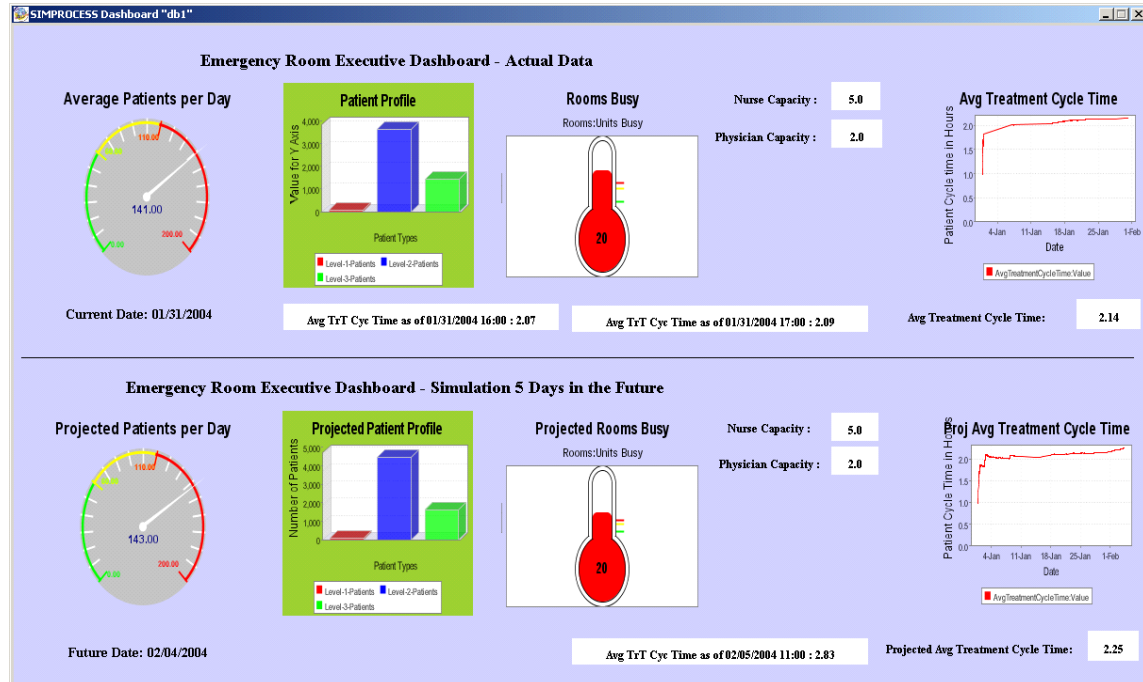 SIMPROCESS Dashboard "db1"
Emergency Room Executive Dashboard - Actual Data
Average Patients per Day
110.00
141.00
0.00
200.00
Current Date: 01/31/2004
Patient Profile
Value for Y Axis
4,000
3,000
2,000
1,000
0
Patient Types
Level-1-Patients Level-2-Patients
Level-3-Patients
Avg TrT Cyc Time as of 01/31/2004 16:00 : 2.07
Rooms Busy
Rooms:Units Busy
20
Avg TrT Cyc Time as of 01/31/2004 17:00 : 2.09
Nurse Capacity : 5.0
Physician Capacity : 2.0
Avg Treatment Cycle Time
Patient Cycle time in Hours
2.0
1.5
1.0
0.5
0.0
4-Jan 11-Jan 18-Jan 25-Jan 1-Feb
Date
AvgTreatmentCycleTime:Value
Avg Treatment Cycle Time: 2.14
Emergency Room Executive Dashboard - Simulation 5 Days in the Future
Projected Patients per Day
110.00
143.00
0.00
200.00
Future Date: 02/04/2004
Projected Patient Profile
Number of Patients
5,000
4,000
3,000
2,000
1,000
0
Patient Types
Level-1-Patients Level-2-Patients
Level-3-Patients
Projected Rooms Busy
Rooms:Units Busy
20
Avg TrT Cyc Time as of 02/05/2004 11:00 : 2.83
Nurse Capacity : 5.0
Physician Capacity : 2.0
Proj Avg Treatment Cycle Time
Patient Cycle Time in Hours
2.0
1.5
1.0
0.5
0.0
4-Jan 11-Jan 18-Jan 25-Jan 1-Feb
Date
AvgTreatmentCycleTime:Value
Projected Avg Treatment Cycle Time: 2.25